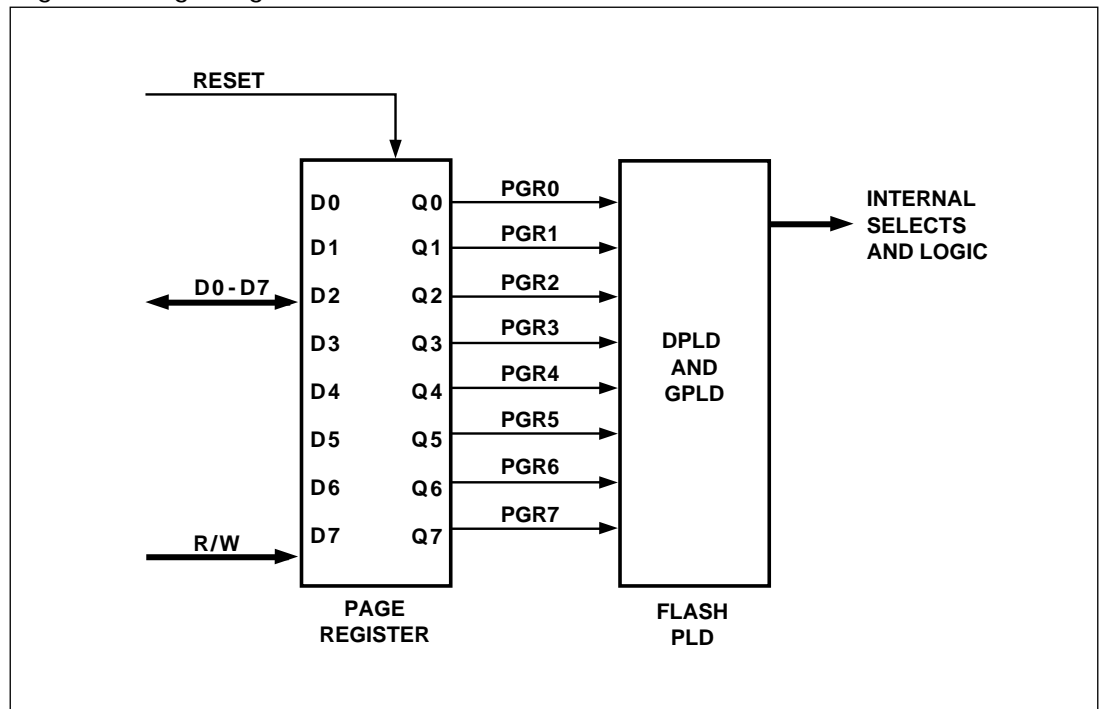 RESET
D0-D7
R/W
D0
D1
D2
D3
D4
D5
D6
D7
Q0
Q1
Q2
Q3
Q4
Q5
Q6
Q7
PAGE
REGISTER
PGR0
PGR1
PGR2
PGR3
PGR4
PGR5
PGR6
PGR7
DPLD
AND
GPLD
FLASH
PLD
INTERNAL
SELECTS
AND LOGIC